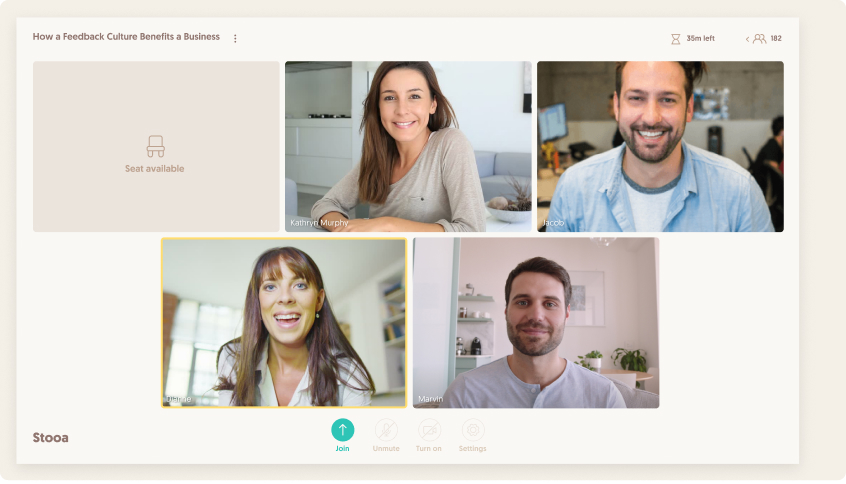 How a Feedback Culture Benefits a Business
35m left
182
Seat available
Kathryn Murphy
Jacob
Marvin
Stooa
Join
Unmute
Turn on
Settings